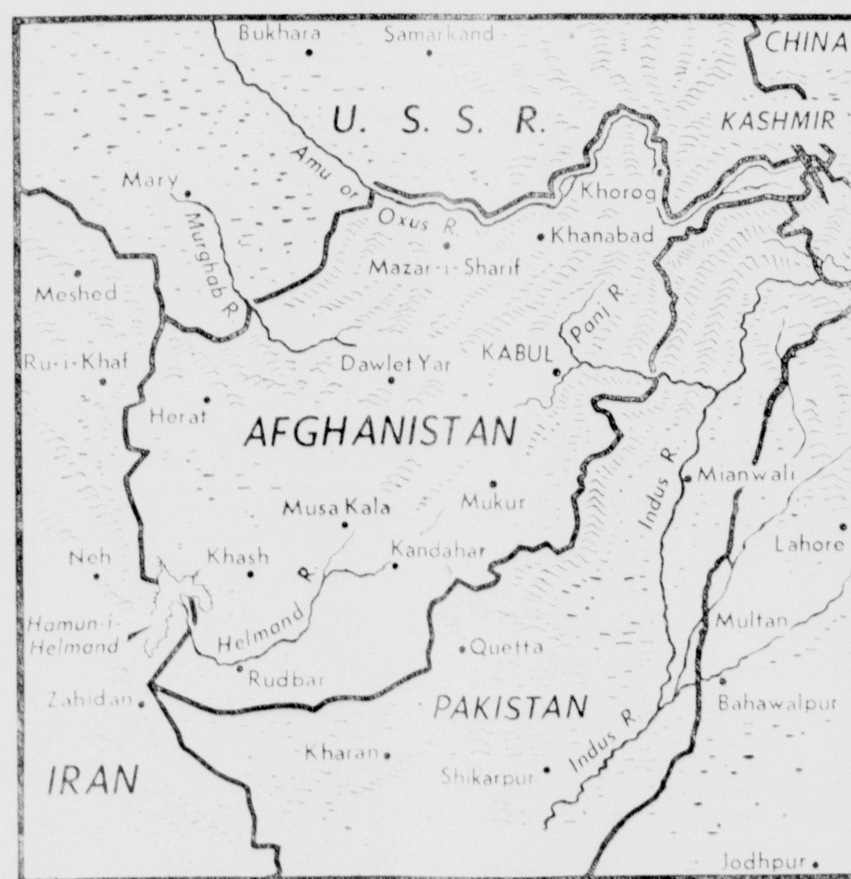 Bukhara
Samarkand
CHINA
U. S. S. R.
KASHMIR
Amu or
Oxus R.
Mary
Khorog
Murghab R.
Khanabad
Mazar-i-Sharif
Meshed
Panj R.
Ru-i-Khaf
Dawlet Yar
KABUL
Herat
AFGHANISTAN
Indus R.
Mianwali
Musa Kala
Mukur
Lahore
Neh
Khash
Kandahar
Helmand R.
Hamun-i-
Helmand
Multan
Quetta
Rudbar
Zahidan
PAKISTAN
Bahawalpur
Indus R.
Kharan
Shikarpur
IRAN
Jodhpur